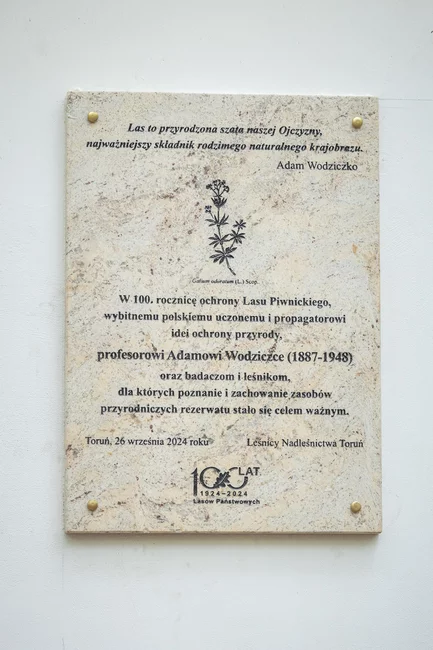 Las to przyrodzona szata naszej Ojczyzny,
najważniejszy składnik rodzimego naturalnego krajobrazu.
Adam Wodziczko
Galium odoratum (L.) Scop.
W 100. rocznicę ochrony Lasu Piwnickiego,
wybitnemu polskiemu uczonemu i propagatorowi
idei ochrony przyrody,
profesorowi Adamowi Wodziczce (1887-1948)
oraz badaczom i leśnikom,
dla których poznanie i zachowanie zasobów
przyrodniczych rezerwatu stało się celem ważnym.
Toruń, 26 września 2024 roku Leśnicy Nadleśnictwa Toruń
100 LAT
1924-2024
Lasów Państwowych